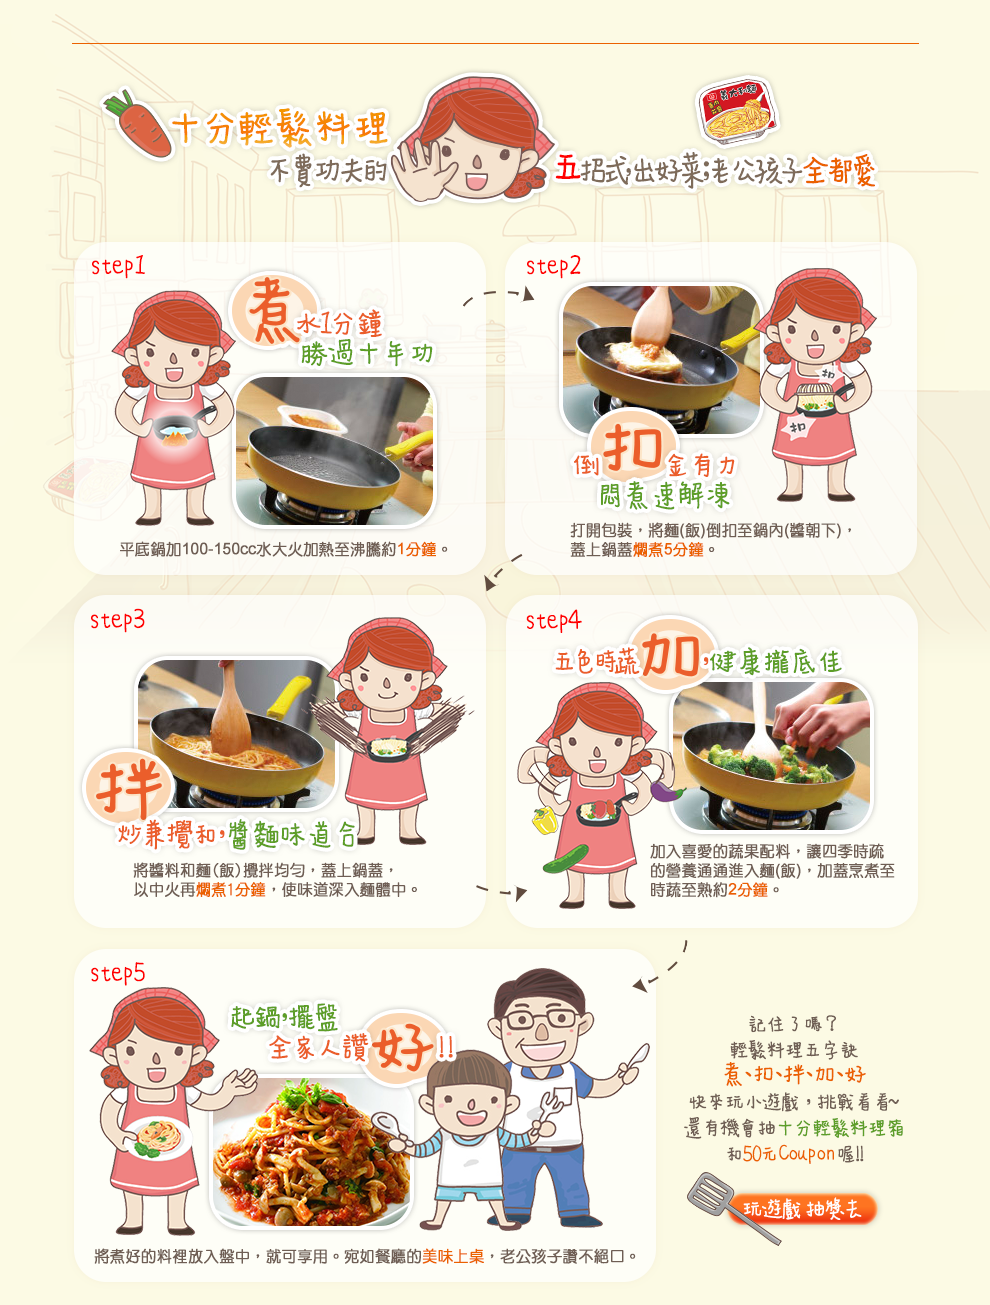 十分輕鬆料理
不費功夫的
五招式,出好菜;老公孩子全都愛
義大利麵
step1
煮水1分鐘
勝過十年功
平底鍋加100-150cc水大火加熱至沸騰約1分鐘。
step2
扣
扣
倒扣金有力
悶煮速解凍
打開包裝，將麵(飯)倒扣至鍋內(醬朝下)，
蓋上鍋蓋燜煮5分鐘。
step3
拌
炒兼攪和,醬麵味道合
將醬料和麵(飯)攪拌均勻，蓋上鍋蓋，
以中火再燜煮1分鐘，使味道深入麵體中。
step4
五色時蔬加,健康攏底佳
加入喜愛的蔬果配料，讓四季時疏
的營養通通進入麵(飯)，加蓋烹煮至
時蔬至熟約2分鐘。
step5
起鍋,擺盤
全家人讚好!!
將煮好的料裡放入盤中，就可享用。宛如餐廳的美味上桌，老公孩子讚不絕口。
記住了嗎？
輕鬆料理五字訣
煮、扣、拌、加、好
快來玩小遊戲，挑戰看看~
還有機會抽十分輕鬆料理箱
和50元Coupon喔!!
玩遊戲 抽獎去